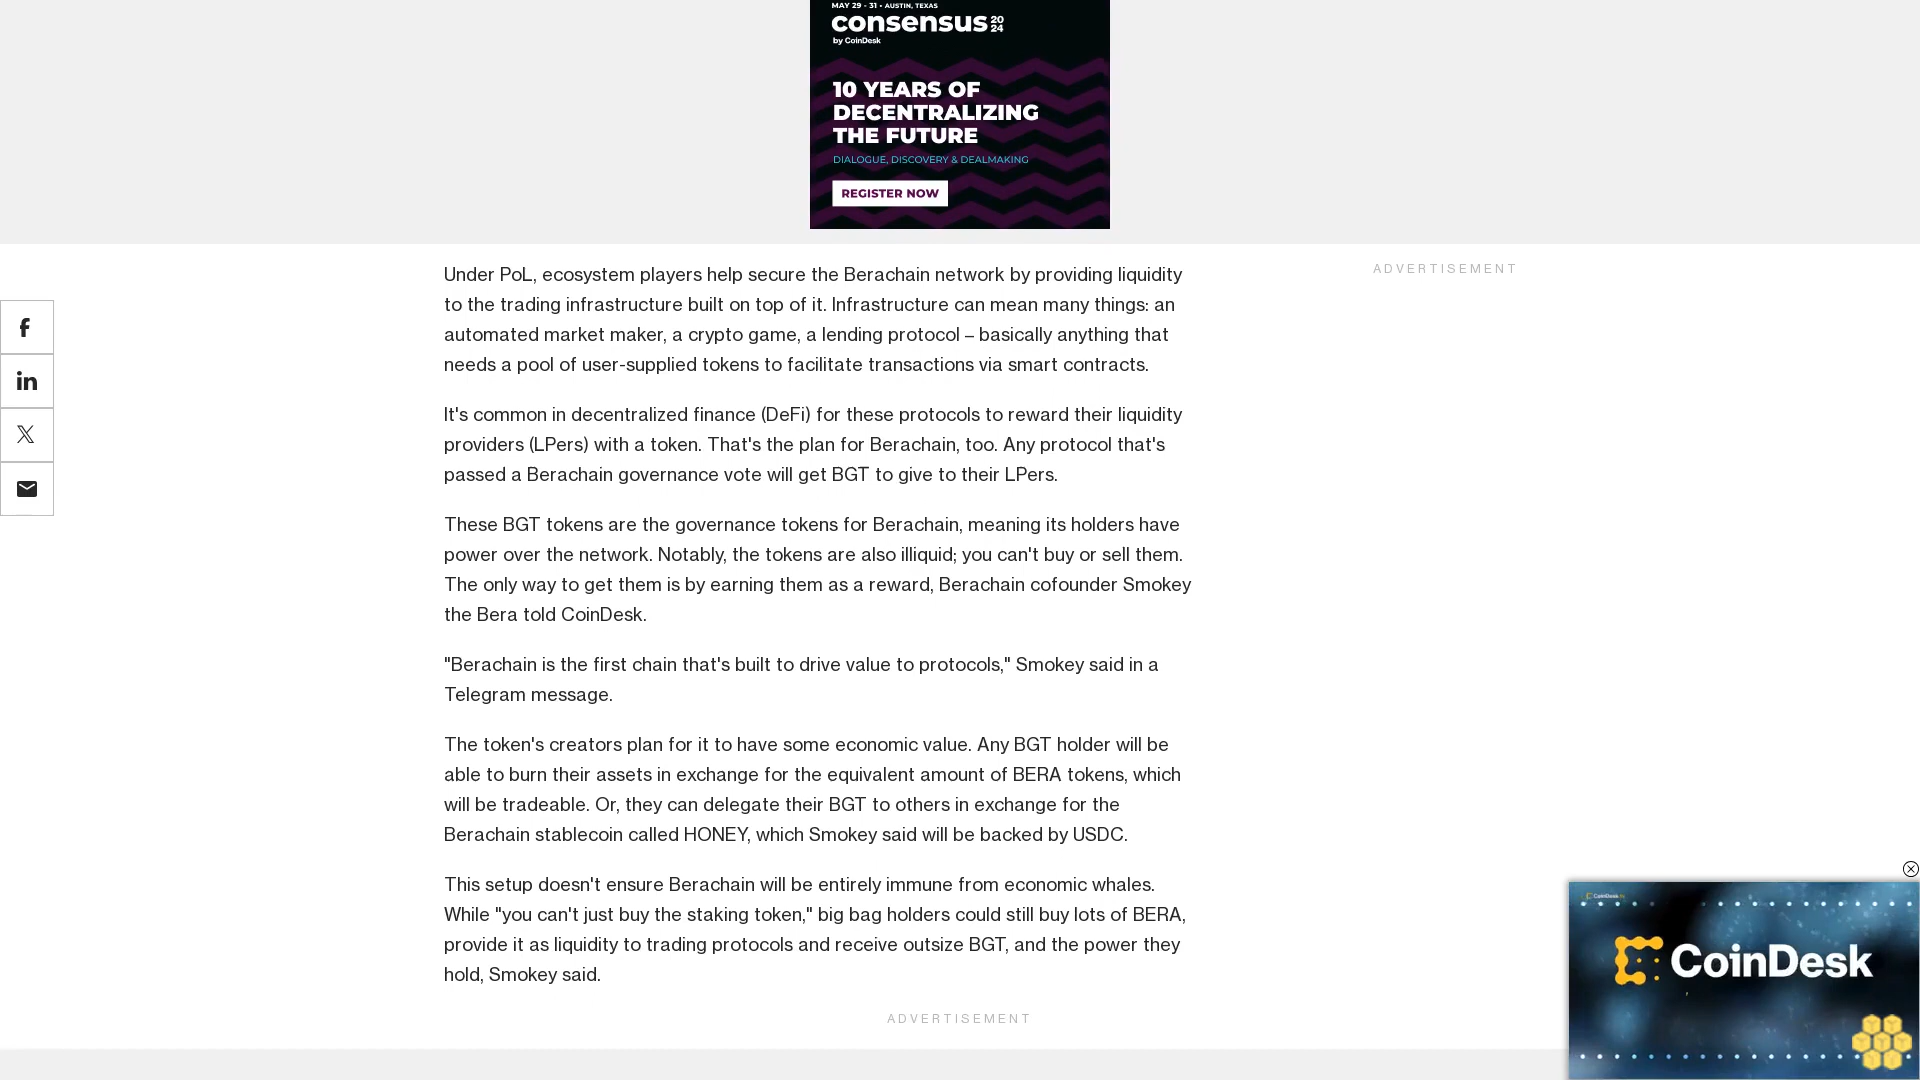 MAY 29 - 31 • AUSTIN, TEXAS
consensus 20 24
by CoinDesk
10 YEARS OF
DECENTRALIZING
THE FUTURE
DIALOGUE, DISCOVERY & DEALMAKING
REGISTER NOW
Under PoL, ecosystem players help secure the Berachain network by providing liquidity
to the trading infrastructure built on top of it. Infrastructure can mean many things: an
automated market maker, a crypto game, a lending protocol – basically anything that
needs a pool of user-supplied tokens to facilitate transactions via smart contracts.
ADVERTISEMENT
It's common in decentralized finance (DeFi) for these protocols to reward their liquidity
providers (LPers) with a token. That's the plan for Berachain, too. Any protocol that's
passed a Berachain governance vote will get BGT to give to their LPers.
These BGT tokens are the governance tokens for Berachain, meaning its holders have
power over the network. Notably, the tokens are also illiquid; you can't buy or sell them.
The only way to get them is by earning them as a reward, Berachain cofounder Smokey
the Bera told CoinDesk.
"Berachain is the first chain that's built to drive value to protocols," Smokey said in a
Telegram message.
The token's creators plan for it to have some economic value. Any BGT holder will be
able to burn their assets in exchange for the equivalent amount of BERA tokens, which
will be tradeable. Or, they can delegate their BGT to others in exchange for the
Berachain stablecoin called HONEY, which Smokey said will be backed by USDC.
This setup doesn't ensure Berachain will be entirely immune from economic whales.
While "you can't just buy the staking token," big bag holders could still buy lots of BERA,
provide it as liquidity to trading protocols and receive outsize BGT, and the power they
hold, Smokey said.
ADVERTISEMENT
CoinDesk